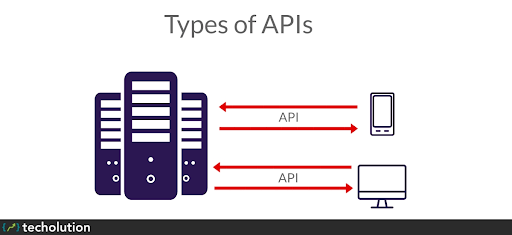 Types of APIs
API
API
techolution